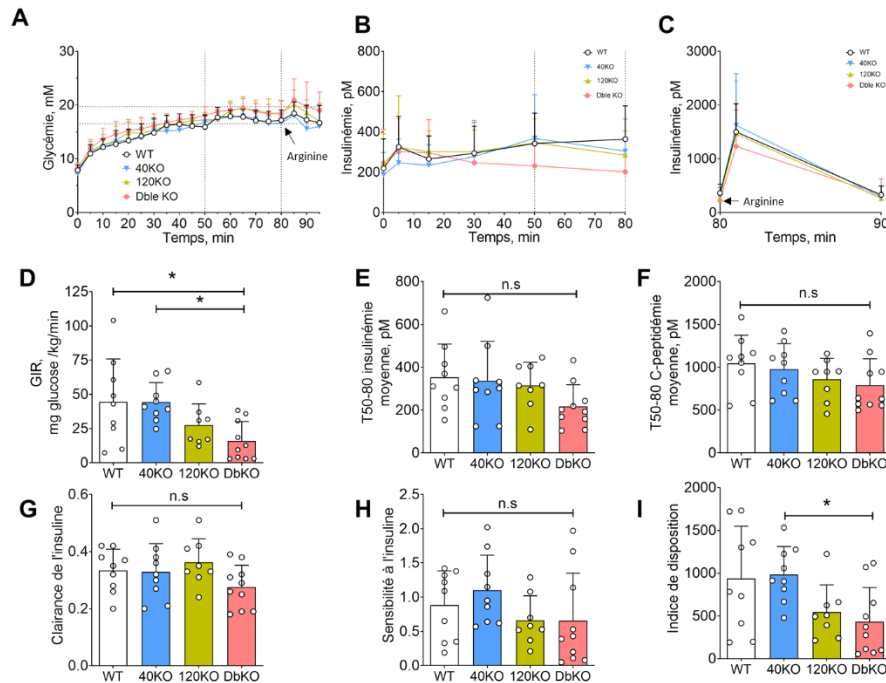 A
Glycémie, mM
30
20
10
0
0 10 20 30 40 50 60 70 80 90
Temps, min
WT
40KO
120KO
Dble KO
Arginine
B
Insulinémie, pM
800
600
400
200
0
0 10 20 30 40 50 60 70 80
Temps, min
WT
40KO
120KO
Dble KO
C
Insulinémie, pM
3000
2000
1000
0
80 90
Temps, min
WT
40KO
120KO
Dble KO
Arginine
D
GIR,
mg glucose /kg/min
125
100
75
50
25
0
*
*
WT 40KO 120KO DbKO
E
T50-80 insulinémie
moyenne, pM
800
600
400
200
0
n.s
WT 40KO 120KO DbKO
F
T50-80 C-peptidémie
moyenne, pM
2000
1500
1000
500
0
n.s
WT 40KO 120KO DbKO
G
Clairance de l'insuline
0.6
0.4
0.2
0.0
n.s
WT 40KO 120KO DbKO
H
Sensibilité à l'insuline
2.5
2.0
1.5
1.0
0.5
0.0
n.s
WT 40KO 120KO DbKO
I
Indice de disposition
2000
1500
1000
500
0
*
WT 40KO 120KO DbKO